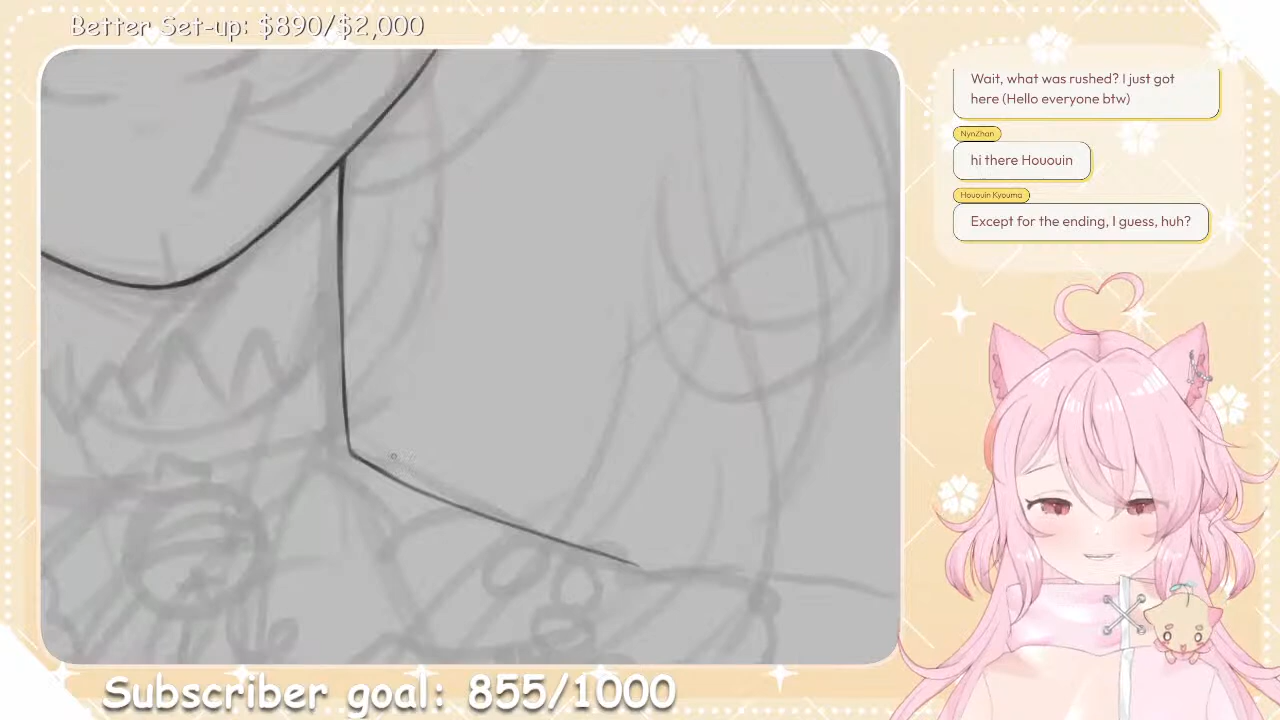 Better Set-up: $890/$2,000
Wait, what was rushed? I just got
here (Hello everyone btw)
NynZhan
hi there Hououin
Hououin Kyouma
Except for the ending, I guess, huh?
Subscriber goal: 855/1000